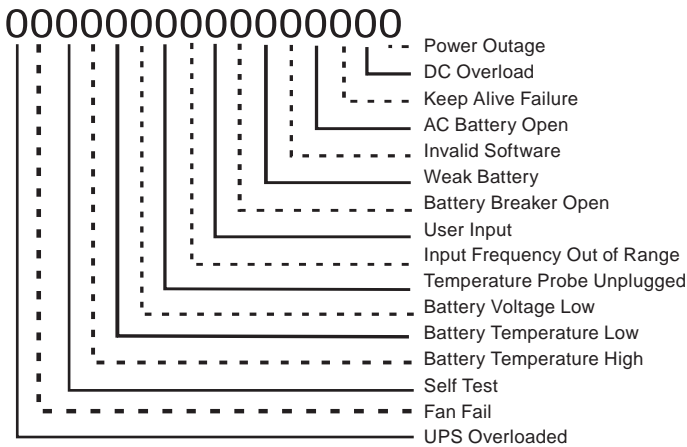 0000000000000000
Power Outage
DC Overload
Keep Alive Failure
AC Battery Open
Invalid Software
Weak Battery
Battery Breaker Open
User Input
Input Frequency Out of Range
Temperature Probe Unplugged
Battery Voltage Low
Battery Temperature Low
Battery Temperature High
Self Test
Fan Fail
UPS Overloaded